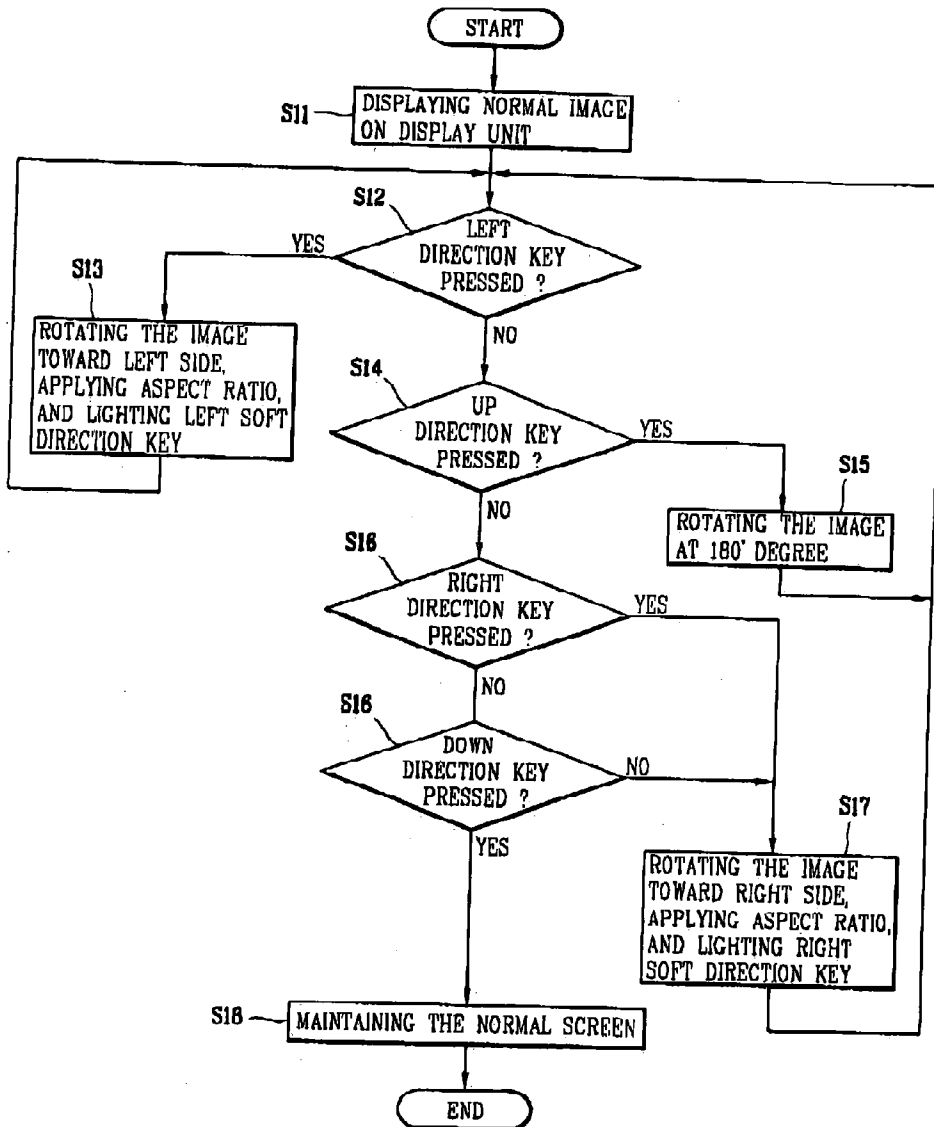 START
S11
DISPLAYING NORMAL IMAGE
ON DISPLAY UNIT
S12
LEFT
DIRECTION KEY
PRESSED ?
YES
NO
S13
ROTATING THE IMAGE
TOWARD LEFT SIDE,
APPLYING ASPECT RATIO,
AND LIGHTING LEFT SOFT
DIRECTION KEY
S14
UP
DIRECTION KEY
PRESSED ?
YES
NO
S15
ROTATING THE IMAGE
AT 180° DEGREE
S16
RIGHT
DIRECTION KEY
PRESSED ?
YES
NO
S16
DOWN
DIRECTION KEY
PRESSED ?
NO
YES
S17
ROTATING THE IMAGE
TOWARD RIGHT SIDE,
APPLYING ASPECT RATIO,
AND LIGHTING RIGHT
SOFT DIRECTION KEY
S18
MAINTAINING THE NORMAL SCREEN
END